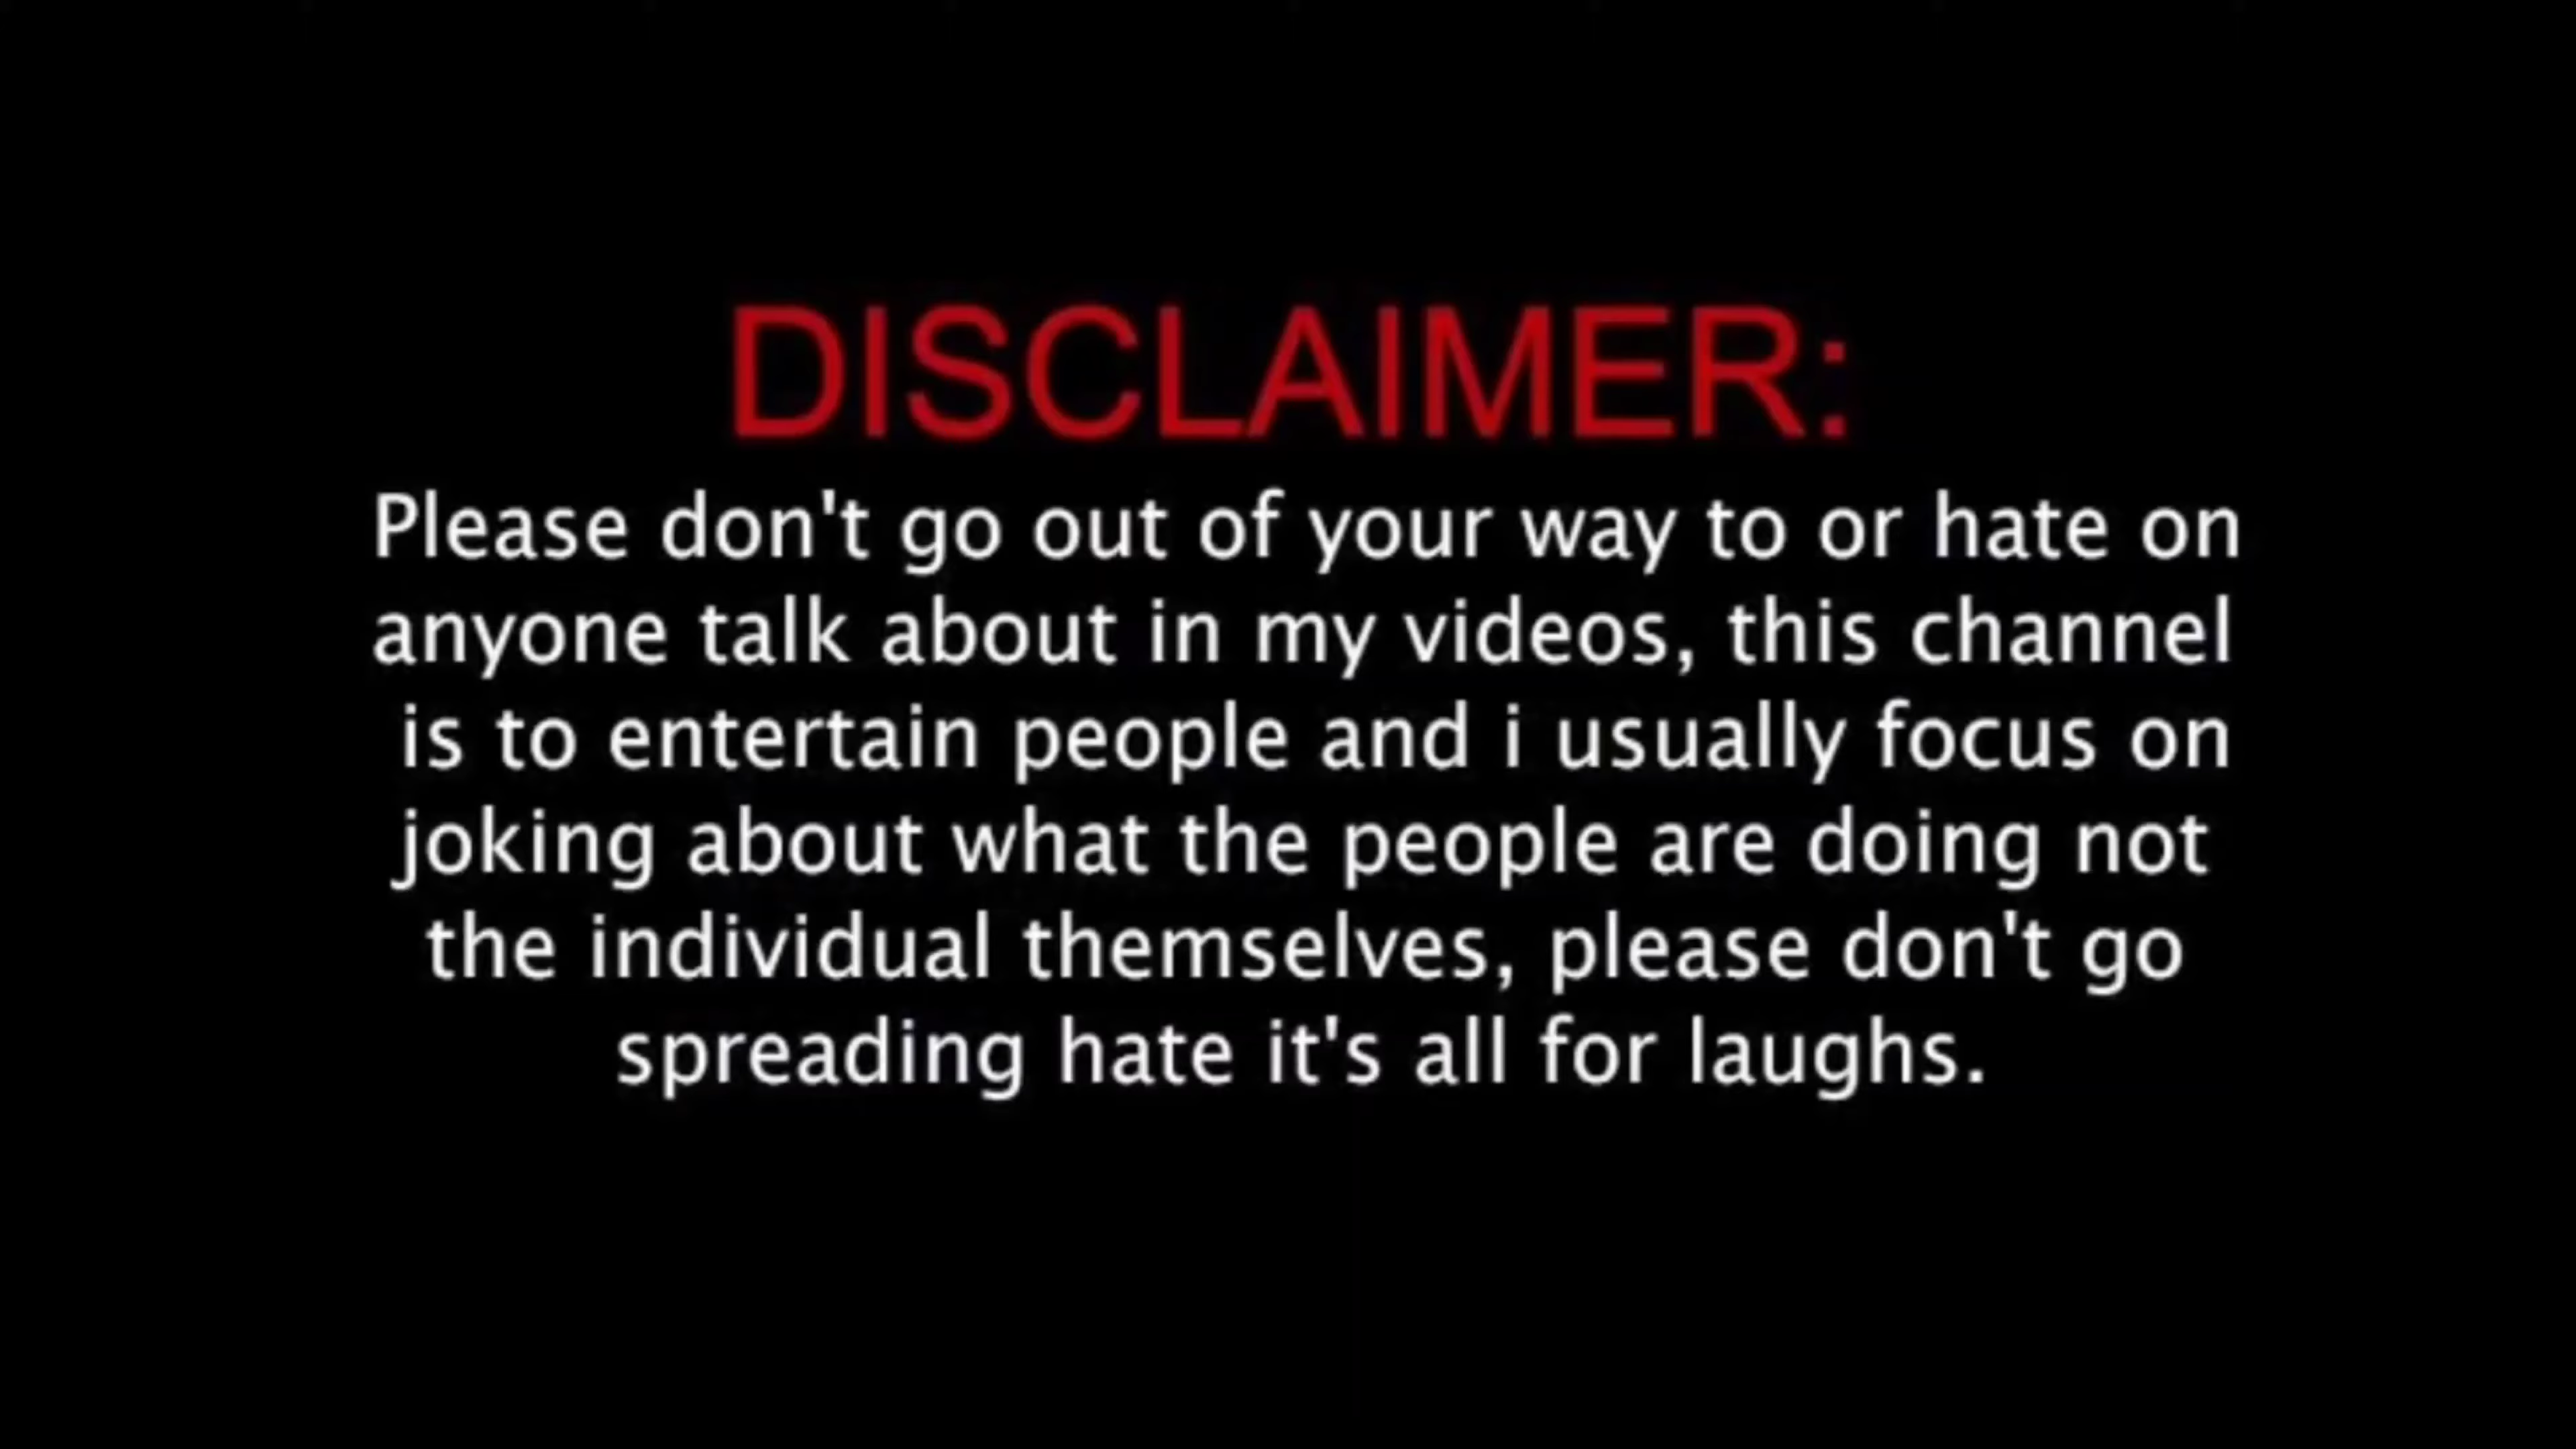 DISCLAIMER:
Please don't go out of your way to or hate on
anyone talk about in my videos, this channel
is to entertain people and i usually focus on
joking about what the people are doing not
the individual themselves, please don't go
spreading hate it's all for laughs.